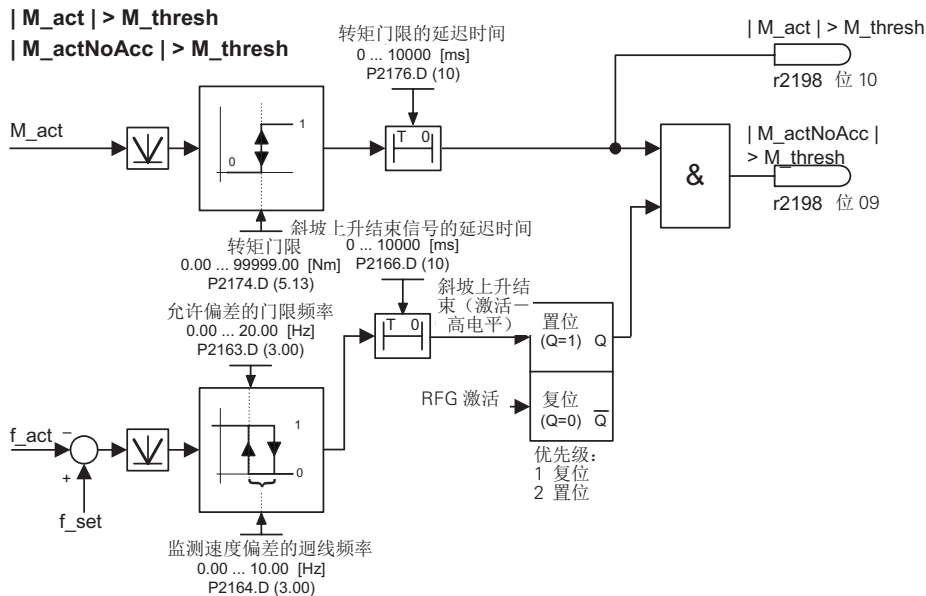 | M_act | > M_thresh
| M_actNoAcc | > M_thresh
转矩门限的延迟时间
0 ... 10000 [ms]
P2176.D (10)
| M_act | > M_thresh
r2198 位 10
M_act
1
0
T 0
&
| M_actNoAcc |
> M_thresh
r2198 位 09
转矩门限
0.00 ... 99999.00 [Nm]
P2174.D (5.13)
斜坡上升结束信号的延迟时间
0 ... 10000 [ms]
P2166.D (10)
允许偏差的门限频率
0.00 ... 20.00 [Hz]
P2163.D (3.00)
T 0
斜坡上升结
束（激活－
高电平）
置位
(Q=1) Q
RFG 激活
复位
(Q=0) Q̅
优先级：
1 复位
2 置位
f_act
−
+
f_set
1
0
监测速度偏差的迥线频率
0.00 ... 10.00 [Hz]
P2164.D (3.00)